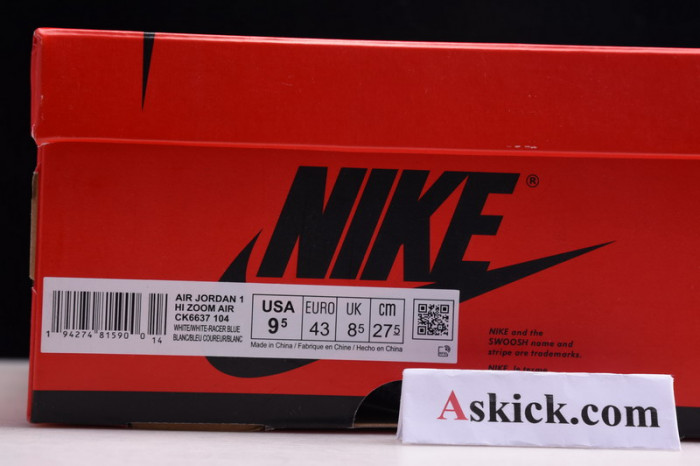 NIKE®
AIR JORDAN 1
HI ZOOM AIR
CK6637 104
WHITE/WHITE-RACER BLUE
BLANC/BLEU COUREUR/BLANC
1 94274 81590 0
14
USA
9.5
EURO
43
UK
8.5
cm
27.5
Made in China / Fabriqué en Chine / Hecho en China
NIKE and the
SWOOSH name and
stripe are trademarks.
NIKE
Askick.com